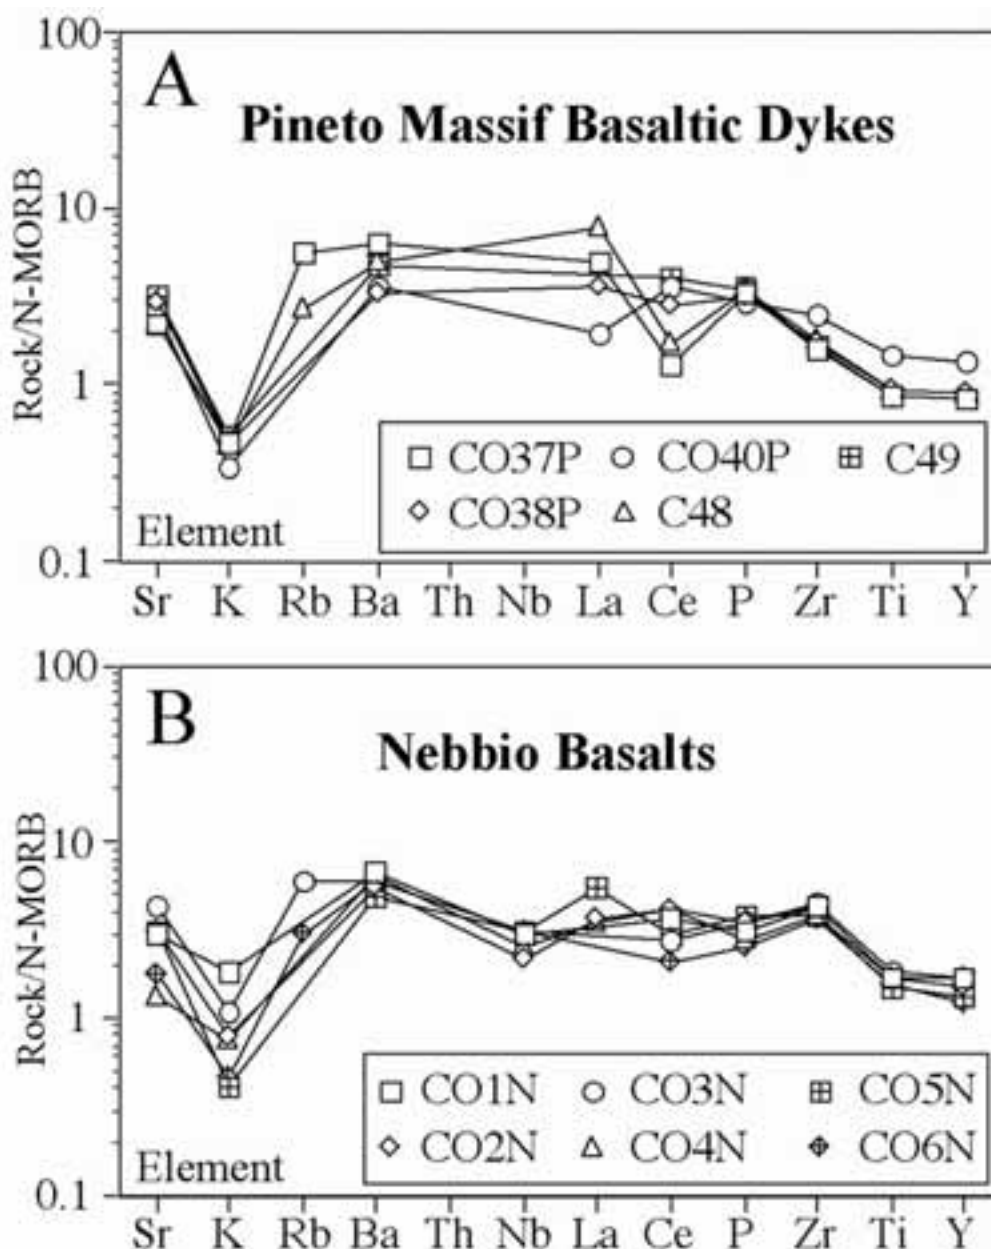 100
A
Pineto Massif Basaltic Dykes
10
Rock/N-MORB
1
CO37P CO40P C49
CO38P C48
Element
0.1
Sr K Rb Ba Th Nb La Ce P Zr Ti Y
100
B
Nebbio Basalts
10
Rock/N-MORB
1
CO1N CO3N CO5N
CO2N CO4N CO6N
Element
0.1
Sr K Rb Ba Th Nb La Ce P Zr Ti Y